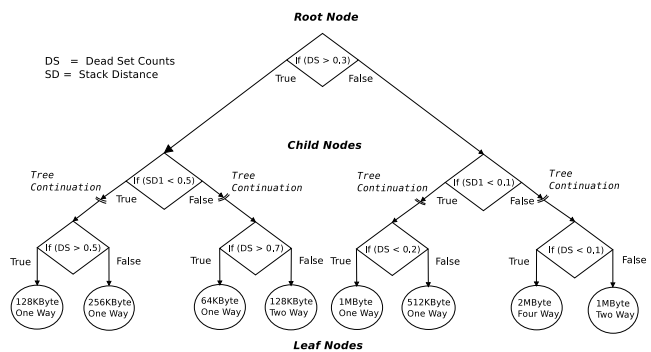 Root Node
DS = Dead Set Counts
SD = Stack Distance
If (DS > 0,3)
True
False
Child Nodes
Tree
Continuation
If (SD1 < 0.5)
Tree
Continuation
True
False
Tree
Continuation
If (SD1 < 0,1)
Tree
Continuation
True
False
If (DS > 0.5)
True
False
If (DS > 0,7)
True
False
If (DS < 0,2)
True
False
If (DS < 0,1)
True
False
128KByte
One Way
256KByte
One Way
64KByte
One Way
128KByte
Two Way
1MByte
One Way
512KByte
One Way
2MByte
Four Way
1MByte
Two Way
Leaf Nodes